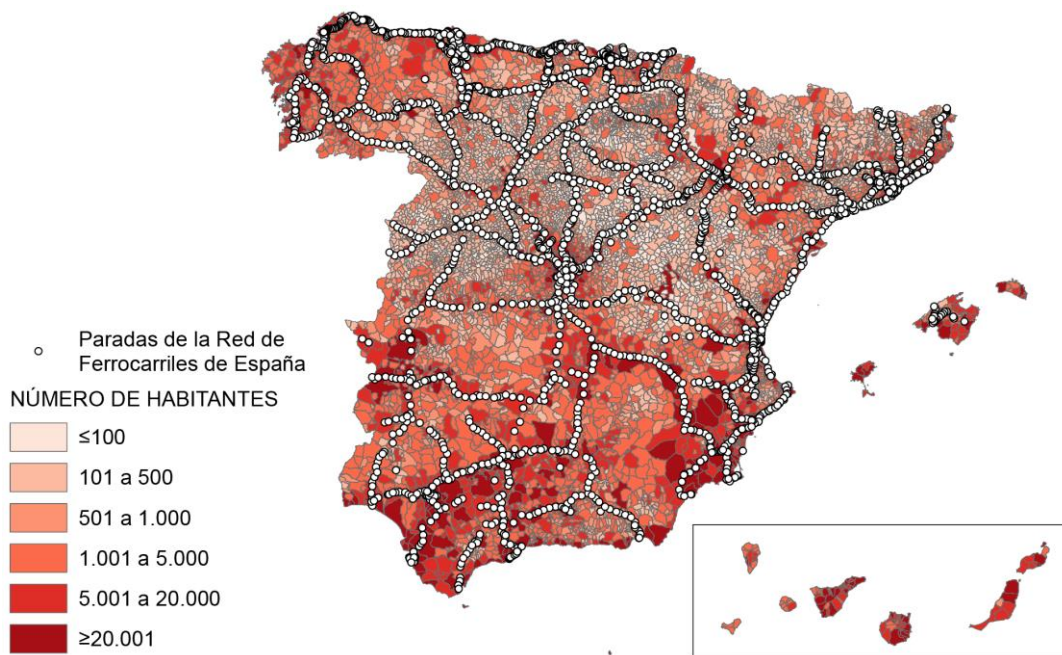 Paradas de la Red de
Ferrocarriles de España
NÚMERO DE HABITANTES
≤100
101 a 500
501 a 1.000
1.001 a 5.000
5.001 a 20.000
≥20.001